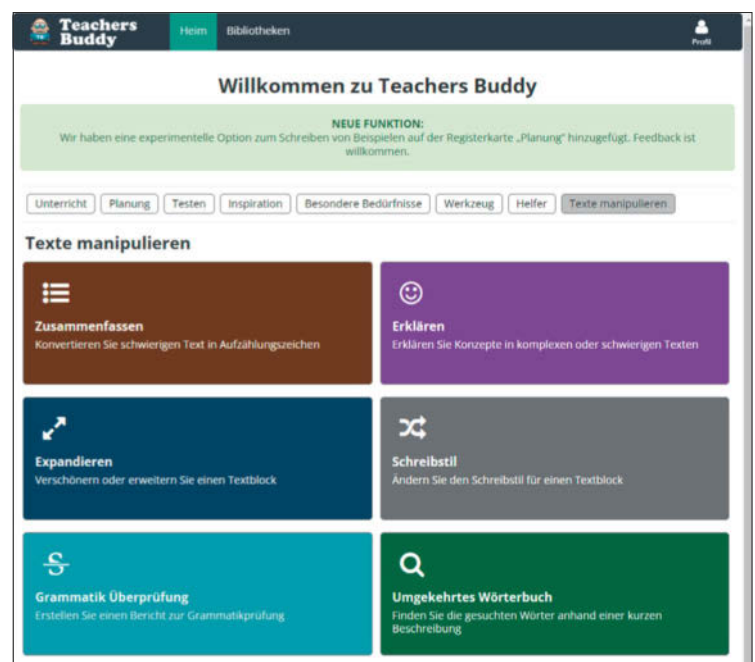 Teachers
Buddy
Heim
Bibliotheken
Profil
Willkommen zu Teachers Buddy
NEUE FUNKTION:
Wir haben eine experimentelle Option zum Schreiben von Beispielen auf der Registerkarte „Planung" hinzugefügt. Feedback ist
willkommen.
Unterricht
Planung
Testen
Inspiration
Besondere Bedürfnisse
Werkzeug
Helfer
Texte manipulieren
Texte manipulieren
Zusammenfassen
Konvertieren Sie schwierigen Text in Aufzählungszeichen
Erklären
Erklären Sie Konzepte in komplexen oder schwierigen Texten
Expandieren
Verschönern oder erweitern Sie einen Textblock
Schreibstil
Ändern Sie den Schreibstil für einen Textblock
Grammatik Überprüfung
Erstellen Sie einen Bericht zur Grammatikprüfung
Umgekehrtes Wörterbuch
Finden Sie die gesuchten Wörter anhand einer kurzen
Beschreibung